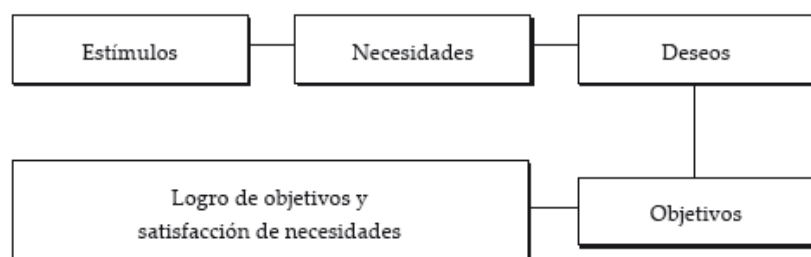 Estímulos
Necesidades
Deseos
Logro de objetivos y
satisfacción de necesidades
Objetivos